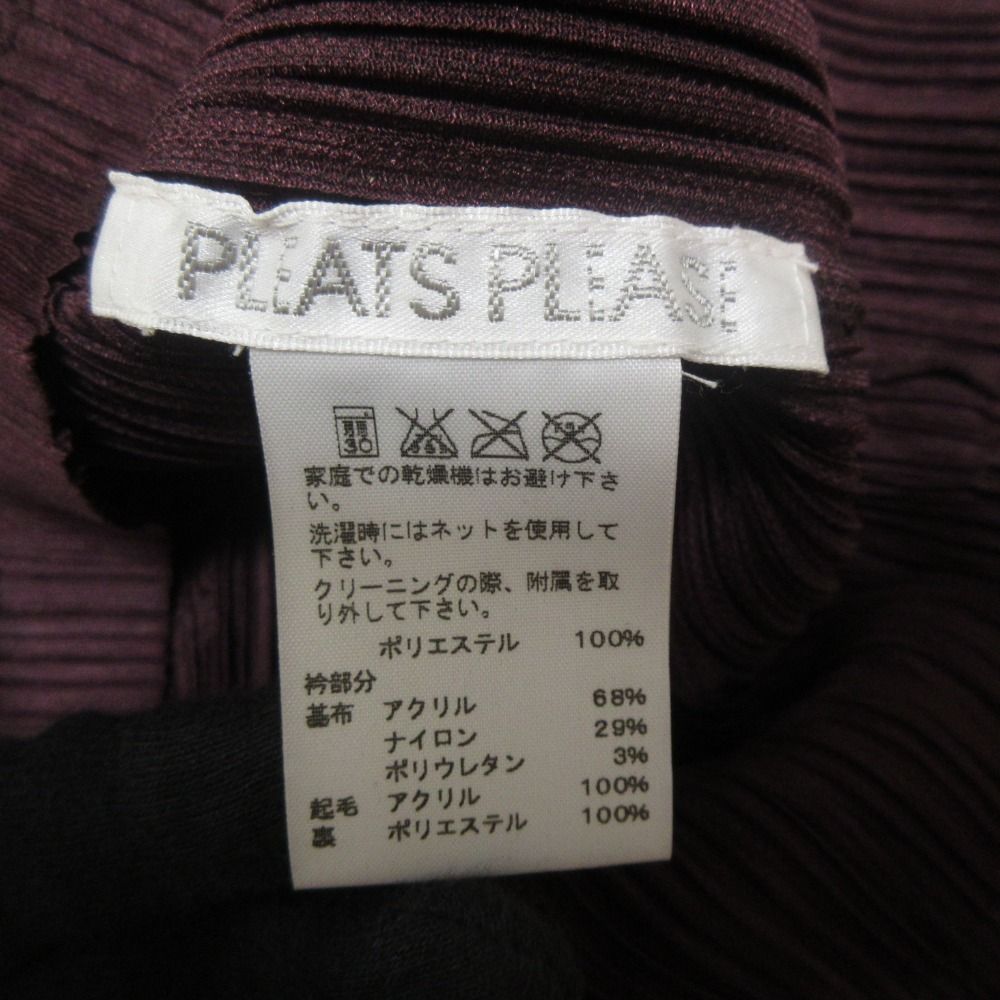 PLEATS PLEASE
30
家庭での乾燥機はお避け下さ
い。
洗濯時にはネットを使用して
下さい。
クリーニングの際、附属を取
り外して下さい。
ポリエステル 100%
衿部分
基布 アクリル 68%
ナイロン 29%
ポリウレタン 3%
起毛 アクリル 100%
裏 ポリエステル 100%